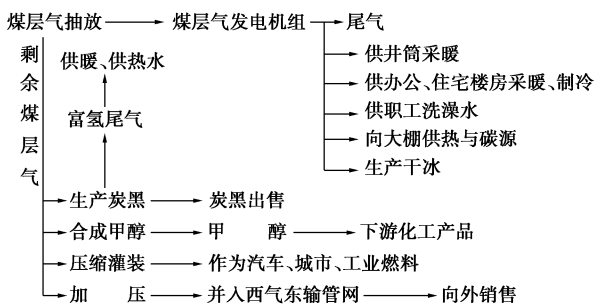 煤层气抽放 煤层气发电机组 尾气
供井筒采暖
供办公、住宅楼房采暖、制冷
供职工洗澡水
向大棚供热与碳源
生产干冰
剩余煤层气
供暖、供热水
富氢尾气
生产炭黑 炭黑出售
合成甲醇 甲 醇 下游化工产品
压缩灌装 作为汽车、城市、工业燃料
加 压 并入西气东输管网 向外销售